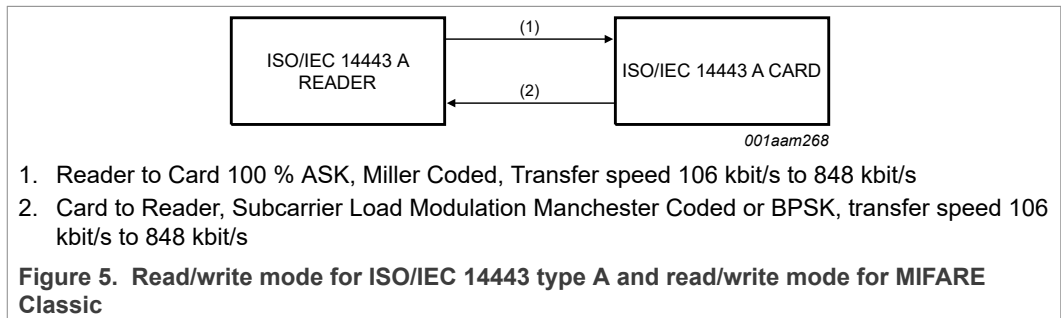 (1)
ISO/IEC 14443 A
READER
ISO/IEC 14443 A CARD
(2)
001aam268
1. Reader to Card 100 % ASK, Miller Coded, Transfer speed 106 kbit/s to 848 kbit/s
2. Card to Reader, Subcarrier Load Modulation Manchester Coded or BPSK, transfer speed 106
kbit/s to 848 kbit/s
Figure 5. Read/write mode for ISO/IEC 14443 type A and read/write mode for MIFARE
Classic